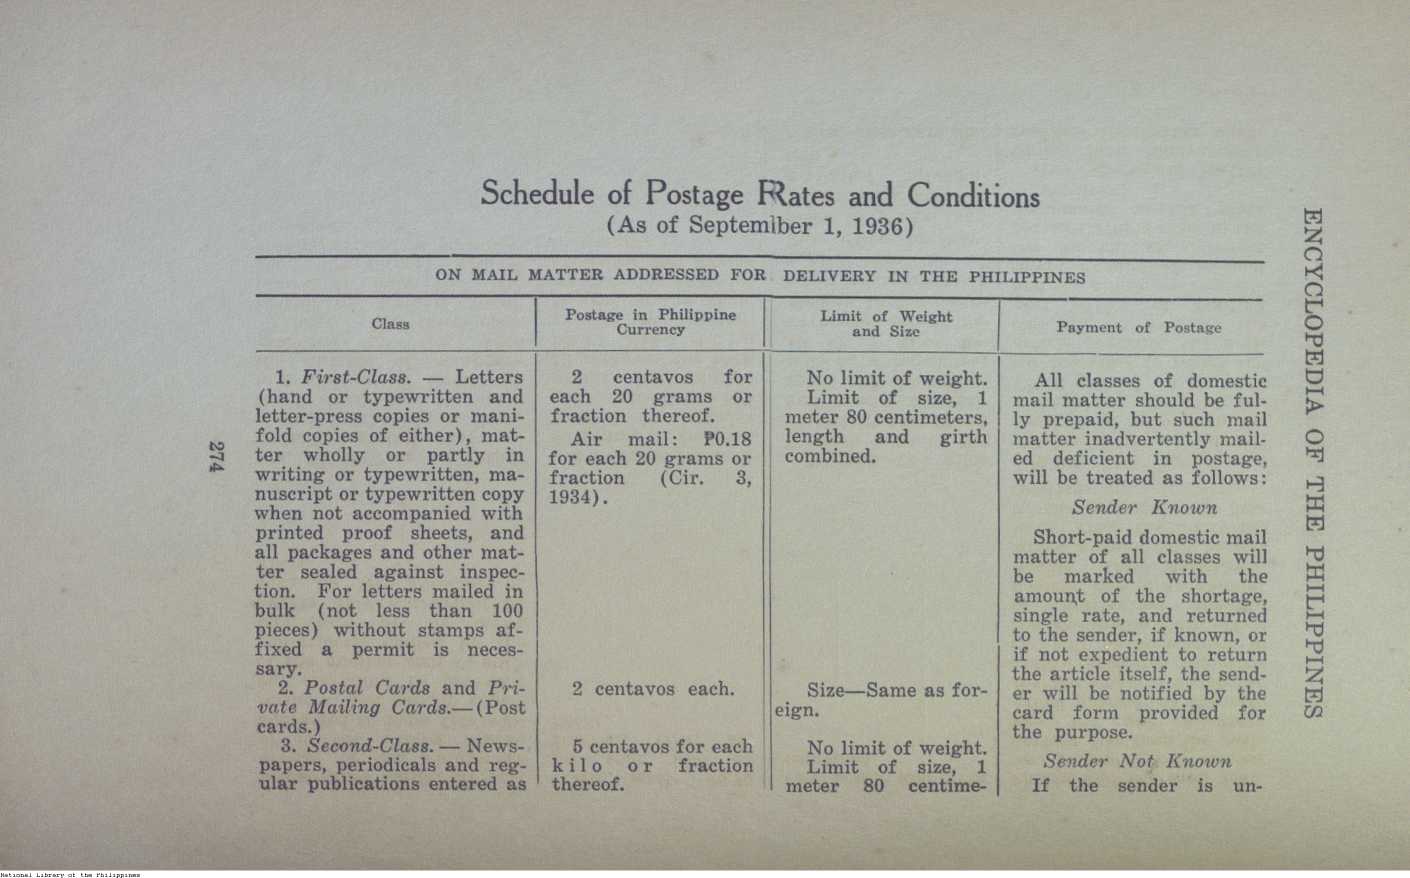 Schedule of Postage Rates and Conditions
(As of September 1, 1936)
ON MAIL MATTER ADDRESSED FOR DELIVERY IN THE PHILIPPINES
Class
1. First-Class. — Letters
(hand or typewritten and
letter-press copies or mani-
fold copies of either), mat-
ter wholly or partly in
writing or typewritten, ma-
nuscript or typewritten copy
when not accompanied with
printed proof sheets, and
all packages and other mat-
ter sealed against inspec-
tion. For letters mailed in
bulk (not less than 100
pieces) without stamps af-
fixed a permit is neces-
sary.
2. Postal Cards and Pri-
vate Mailing Cards.—(Post
cards.)
3. Second-Class. — News-
papers, periodicals and reg-
ular publications entered as
Postage in Philippine
Currency
2 centavos for
each 20 grams or
fraction thereof.
Air mail: ₱0.18
for each 20 grams or
fraction (Cir. 3,
1934).
2 centavos each.
5 centavos for each
kilo or fraction
thereof.
Limit of Weight
and Size
No limit of weight.
Limit of size, 1
meter 80 centimeters,
length and girth
combined.
Size—Same as for-
eign.
No limit of weight.
Limit of size, 1
meter 80 centime-
Payment of Postage
All classes of domestic
mail matter should be ful-
ly prepaid, but such mail
matter inadvertently mail-
ed deficient in postage,
will be treated as follows:
Sender Known
Short-paid domestic mail
matter of all classes will
be marked with the
amount of the shortage,
single rate, and returned
to the sender, if known, or
if not expedient to return
the article itself, the send-
er will be notified by the
card form provided for
the purpose.
Sender Not Known
If the sender is un-
274
ENCYCLOPEDIA OF THE PHILIPPINES
National Library of the Philippines